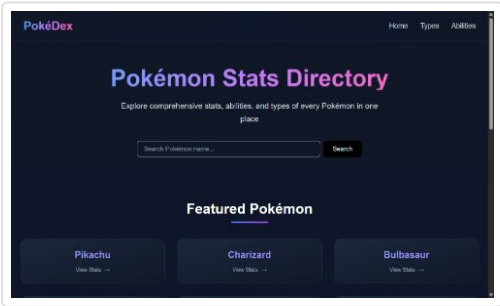 PokéDex
Home Types Abilities
Pokémon Stats Directory
Explore comprehensive stats, abilities, and types of every Pokémon in one
place
Search Pokémon name... Search
Featured Pokémon
Pikachu Charizard Bulbasaur
View Stats → View Stats → View Stats →